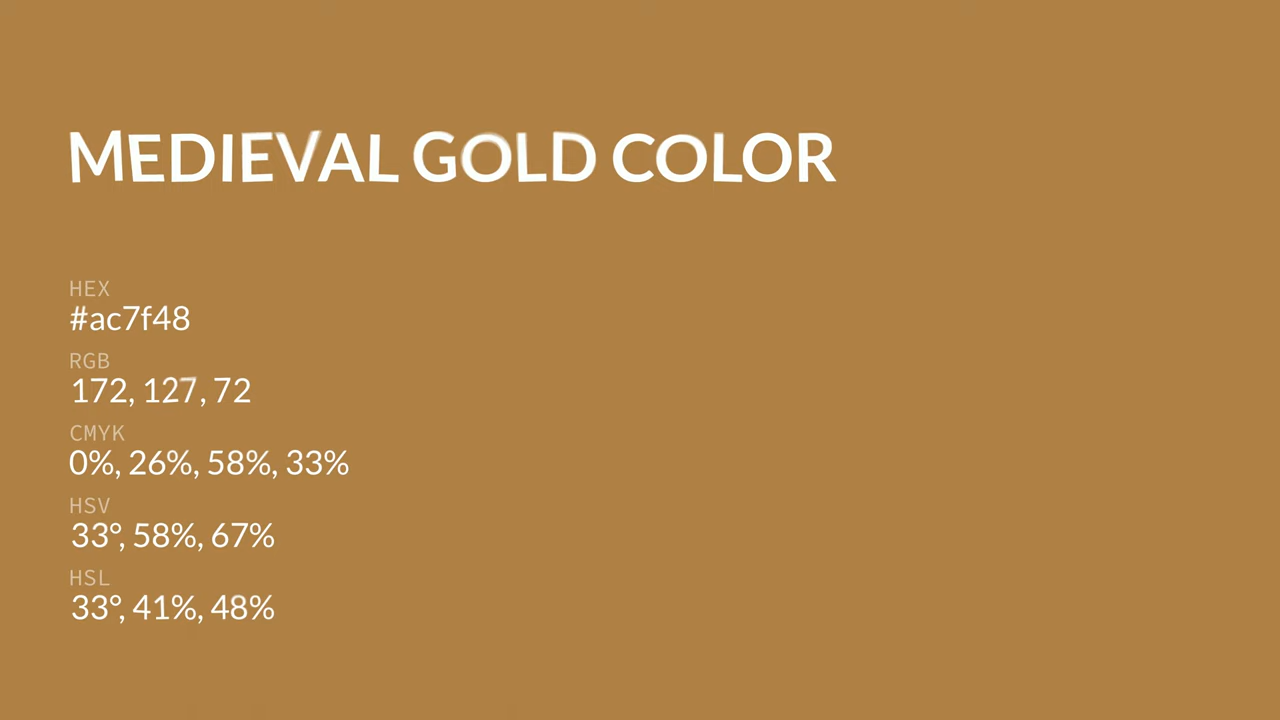 MEDIEVAL GOLD COLOR
HEX
#ac7f48
RGB
172, 127, 72
CMYK
0%, 26%, 58%, 33%
HSV
33°, 58%, 67%
HSL
33°, 41%, 48%